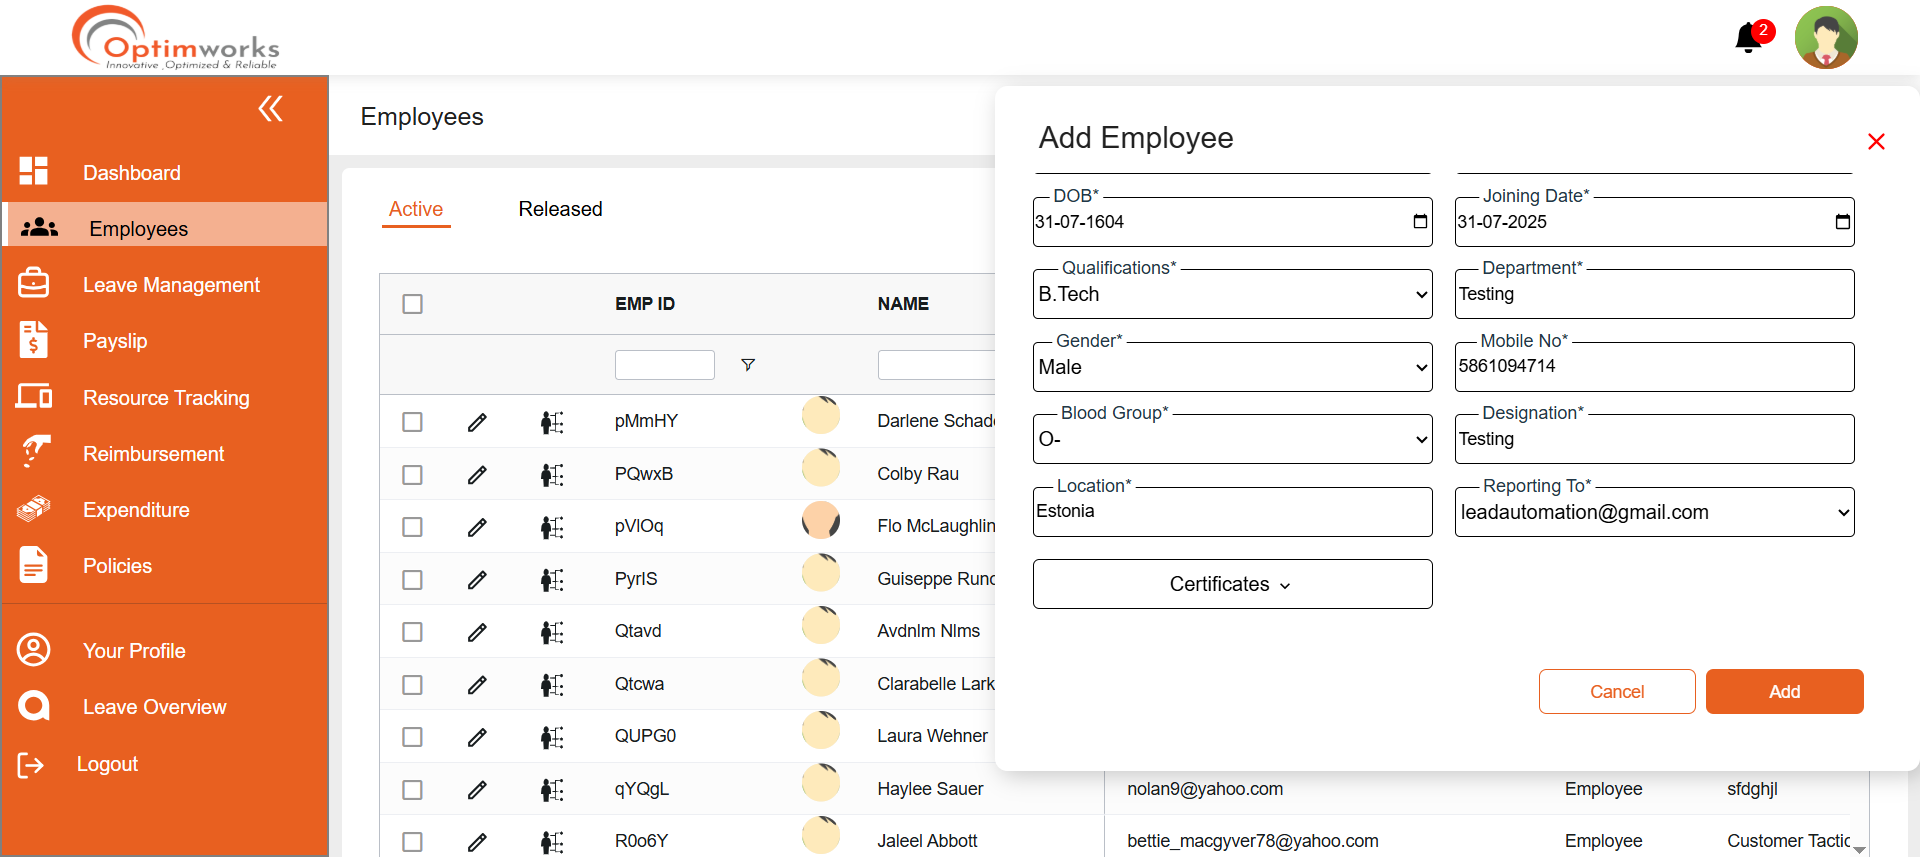 Optimworks
Innovative ,Optimized & Reliable
2
Dashboard
Employees
Leave Management
Payslip
Resource Tracking
Reimbursement
Expenditure
Policies
Your Profile
Leave Overview
Logout
Employees
Active
Released
EMP ID
NAME
pMmHY
Darlene Schade
PQwxB
Colby Rau
pVlOq
Flo McLaughlin
PyrIS
Guiseppe Runo
Qtavd
Avdnlm Nlms
Qtcwa
Clarabelle Lark
QUPG0
Laura Wehner
qYQgL
Haylee Sauer
nolan9@yahoo.com
Employee
sfdghjl
R0o6Y
Jaleel Abbott
bettie_macgyver78@yahoo.com
Employee
Customer Tactic
Add Employee
DOB*
31-07-1604
Joining Date*
31-07-2025
Qualifications*
B.Tech
Department*
Testing
Gender*
Male
Mobile No*
5861094714
Blood Group*
O-
Designation*
Testing
Location*
Estonia
Reporting To*
leadautomation@gmail.com
Certificates
Cancel
Add